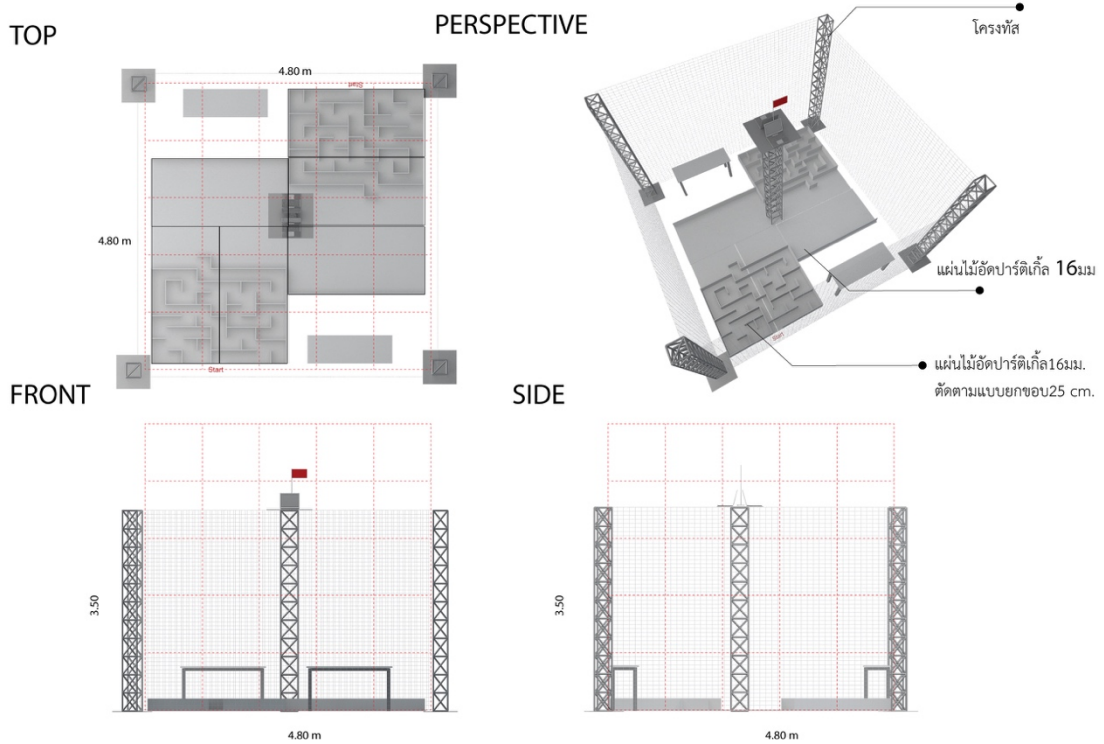 TOP
PERSPECTIVE
โครงทัส
4.80 m
Start
4.80 m
Start
แผ่นไม้อัดปาร์ติเกิ้ล 16มม
Start
แผ่นไม้อัดปาร์ติเกิ้ล16มม.
ตัดตามแบบยกขอบ25 cm.
FRONT
SIDE
3.50
3.50
4.80 m
4.80 m